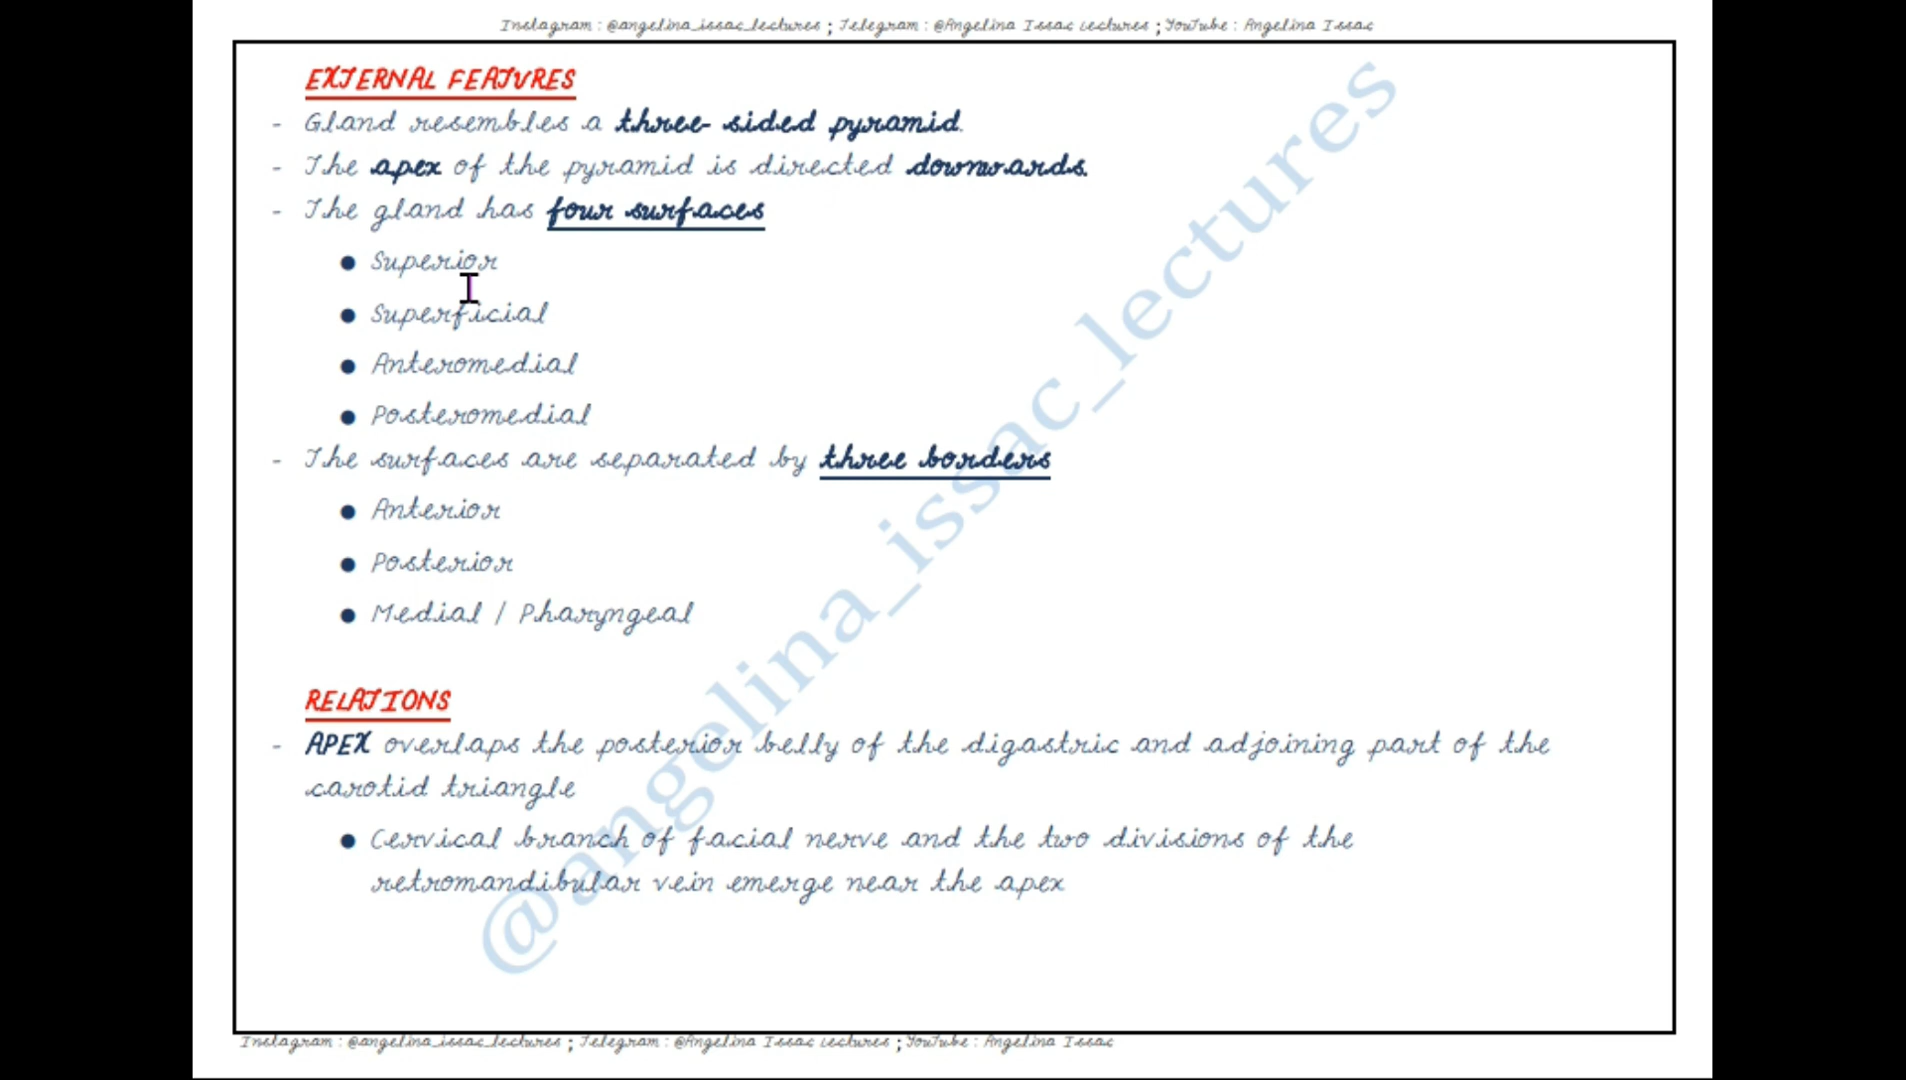 Instagram : @angelina_issac_lectures ; Telegram : @Angelina Issac Lectures ; YouTube : Angelina Issac
EXTERNAL FEATURES
- Gland resembles a three- sided pyramid.
- The apex of the pyramid is directed downwards.
- The gland has four surfaces
● Superior
● Superficial
● Anteromedial
● Posteromedial
- The surfaces are separated by three borders
● Anterior
● Posterior
● Medial / Pharyngeal
RELATIONS
- APEX overlaps the posterior belly of the digastric and adjoining part of the
carotid triangle
● Cervical branch of facial nerve and the two divisions of the
retromandibular vein emerge near the apex
@angelina_issac_lectures
Instagram : @angelina_issac_lectures ; Telegram : @Angelina Issac Lectures ; YouTube : Angelina Issac